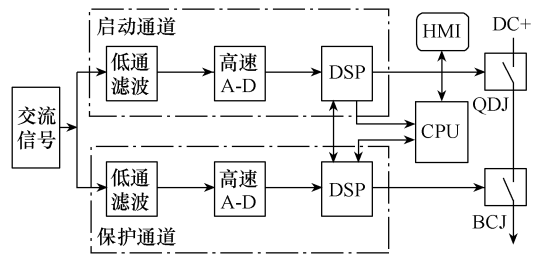 启动通道
HMI
DC+
低通
滤波
高速
A-D
DSP
QDJ
交流
信号
CPU
低通
滤波
高速
A-D
DSP
BCJ
保护通道